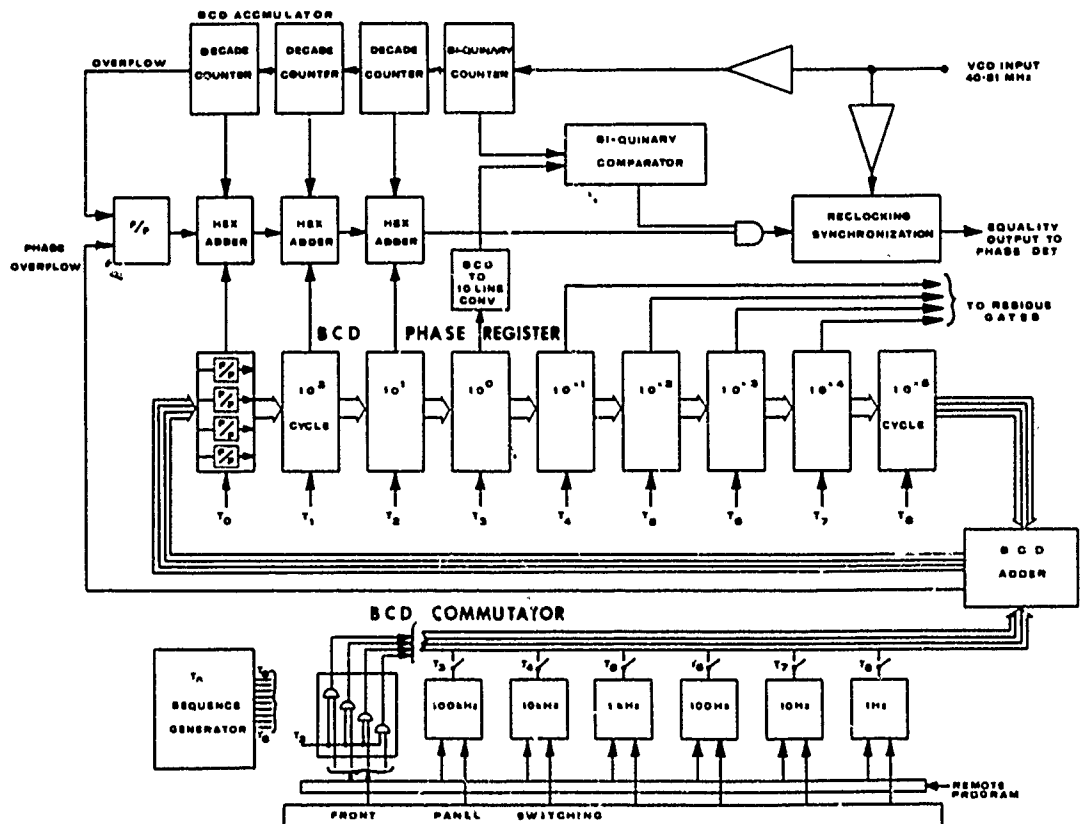 BCD ACCMULATOR
OVERFLOW
DECADE
COUNTER
DECADE
COUNTER
DECADE
COUNTER
BI-QUINARY
COUNTER
VCO INPUT
40-81 MHz
BI-QUINARY
COMPARATOR
F/F
HEX
ADDER
HEX
ADDER
HEX
ADDER
RECLOCKING
SYNCHRONIZATION
EQUALITY
OUTPUT TO
PHASE DET
PHASE
OVERFLOW
BCD
TO
10 LINE
CONV
TO RESIDUE
GATES
BCD PHASE REGISTER
F/F
F/F
F/F
F/F
10²
CYCLE
10¹
10⁰
10⁻¹
10⁻²
10⁻³
10⁻⁴
10⁻⁵
CYCLE
T0
T1
T2
T3
T4
T5
T6
T7
T8
BCD
ADDER
BCD COMMUTAYOR
Tn
SEQUENCE
GENERATOR
T8
T3
T4
T5
T6
T7
T8
100kHz
10kHz
1kHz
100Hz
10Hz
1Hz
REMOTE
PROGRAM
FRONT PANEL SWITCHING